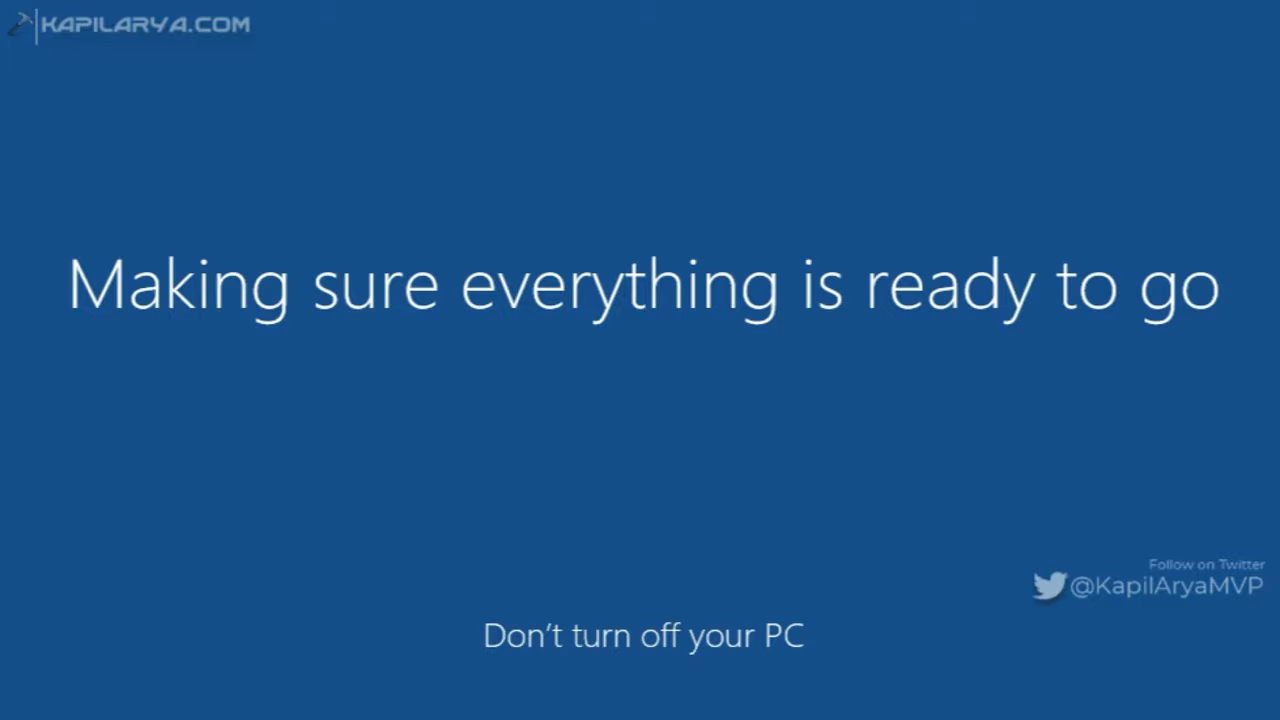 KAPILARYA.COM
Making sure everything is ready to go
Follow on Twitter
@KapilAryaMVP
Don’t turn off your PC